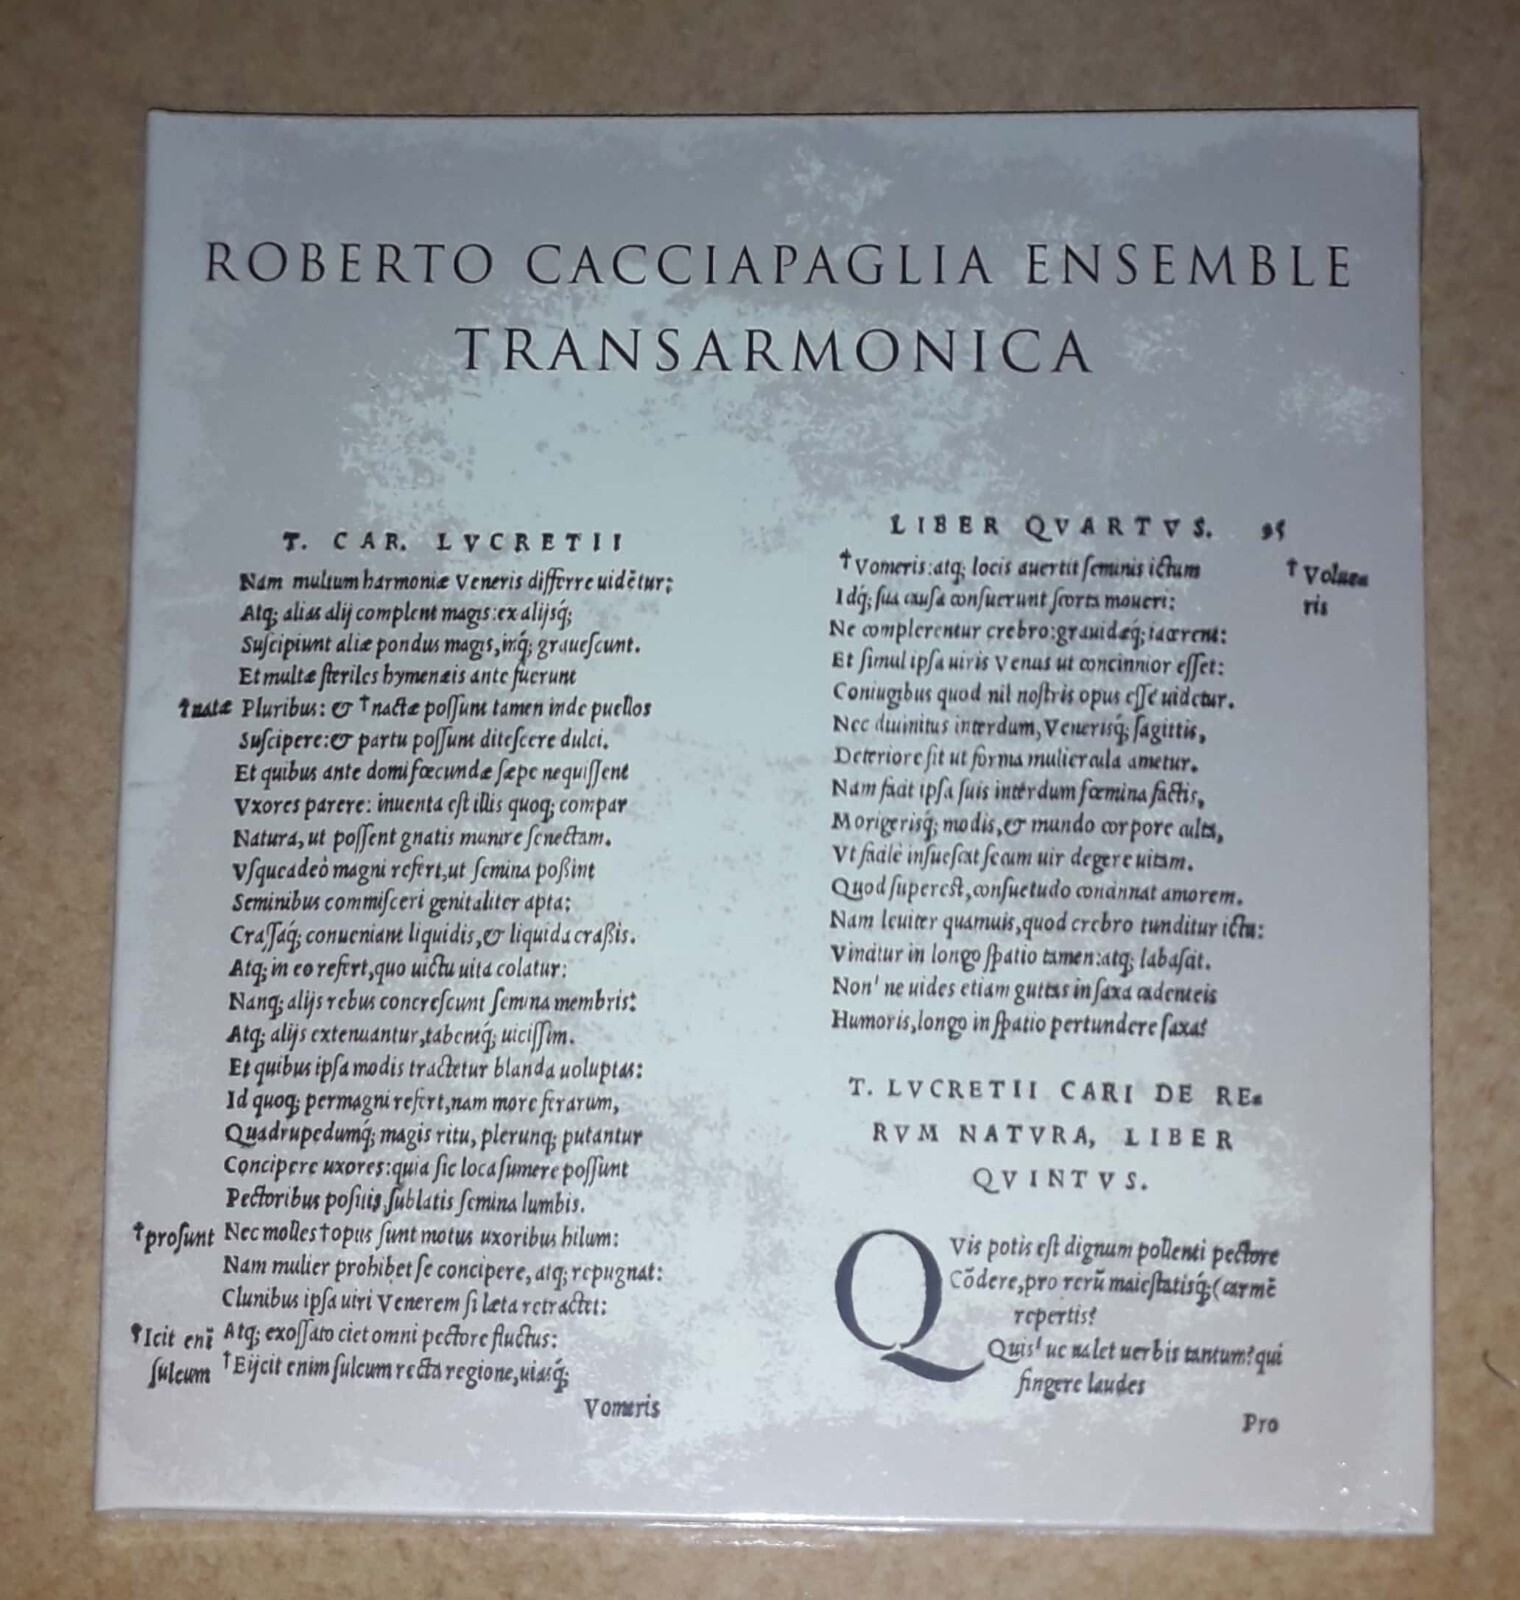 ROBERTO CACCIAPAGLIA ENSEMBLE
TRANSARMONICA
T. CAR. LVCRETII
Nam multum harmoniæ Veneris differre uidẽtur;
Atq; alias alij complent magis: ex alijsq́;
Suſcipiunt aliæ pondus magis, inq́; graueſcunt.
Et multæ ſteriles hymenæis ante fuerunt
†natæ Pluribus: & †nactæ poſſunt tamen inde puellos
Suſcipere: & partu poſſunt diteſcere dulci.
Et quibus ante domi fœcundæ ſæpe nequiſſent
Vxores parere: inuenta eſt illis quoq; compar
Natura, ut poſſent gnatis munire ſenectam.
Vſqueadeò magni refert, ut ſemina poßint
Seminibus commiſceri genitaliter apta;
Craſſaq́; conueniant liquidis, & liquida craßis.
Atq; in eo refert, quo uictu uita colatur:
Nanq; alijs rebus concreſcunt ſemina membris:
Atq; alijs extenuantur, tabentq́; uiciſſim.
Et quibus ipſa modis tractetur blanda uoluptas:
Id quoq; permagni refert, nam more ferarum,
Quadrupedumq́; magis ritu, plerunq; putantur
Concipere uxores: quia ſic loca ſumere poſſunt
Pectoribus poſitis ſublatis ſemina lumbis.
†proſunt Nec molles †opus ſunt motus uxoribus hilum:
Nam mulier prohibet ſe concipere, atq; repugnat:
Clunibus ipſa uiri Venerem ſi læta retractet:
†Icit enĩ Atq; exoſſato ciet omni pectore fluctus:
ſulcum †Eijcit enim ſulcum recta regione, uiasq́;
Vomeris
LIBER QVARTVS. 95
†Vomeris: atq; locis auertit ſeminis ictum †Volueris
Idq́; ſua cauſa conſuerunt ſcorta moueri:
Ne complerentur crebro: grauidæq́; iacerent:
Et ſimul ipſa uiris Venus ut concinnior eſſet:
Coniugibus quod nil noſtris opus eſſe uidetur.
Nec diuinitus interdum, Venerisq́; ſagittis,
Deteriore fit ut forma muliercula ametur.
Nam facit ipſa ſuis interdum fœmina factis,
Morigerisq́; modis, & mundo corpore culta,
Vt facile inſueſcat ſecum uir degere uitam.
Quod ſupereſt, conſuetudo concinnat amorem.
Nam leuiter quamuis, quod crebro tunditur ictu:
Vincitur in longo ſpatio tamen: atq; labaſcit.
Non' ne uides etiam guttas in ſaxa cadenteis
Humoris, longo in ſpatio pertundere ſaxa?
T. LVCRETII CARI DE RE-
RVM NATVRA, LIBER
QVINTVS.
QVis potis eſt dignum pollenti pectore
Cõdere, pro rerũ maieſtatisq́; (carmẽ
repertis?
Quis' ue ualet uerbis tantum? qui
fingere laudes
Pro